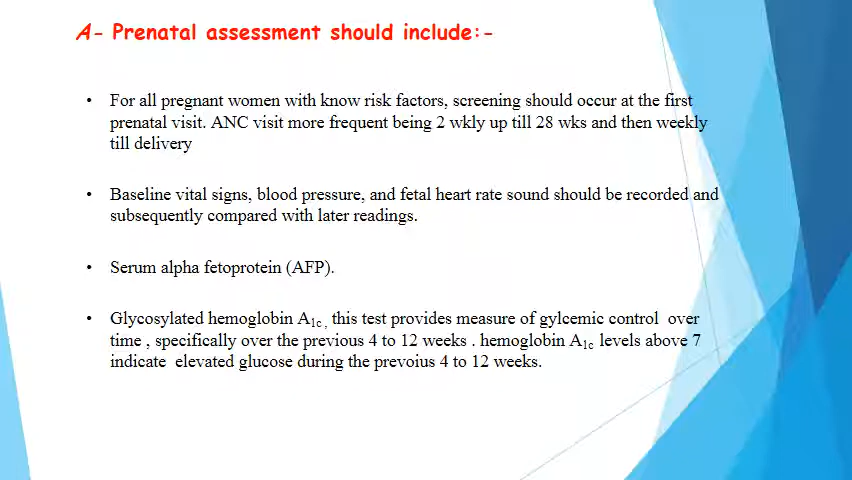 A- Prenatal assessment should include:-
• For all pregnant women with know risk factors, screening should occur at the first
prenatal visit. ANC visit more frequent being 2 wkly up till 28 wks and then weekly
till delivery
• Baseline vital signs, blood pressure, and fetal heart rate sound should be recorded and
subsequently compared with later readings.
• Serum alpha fetoprotein (AFP).
• Glycosylated hemoglobin A1c , this test provides measure of gylcemic control over
time , specifically over the previous 4 to 12 weeks . hemoglobin A1c levels above 7
indicate elevated glucose during the prevoius 4 to 12 weeks.